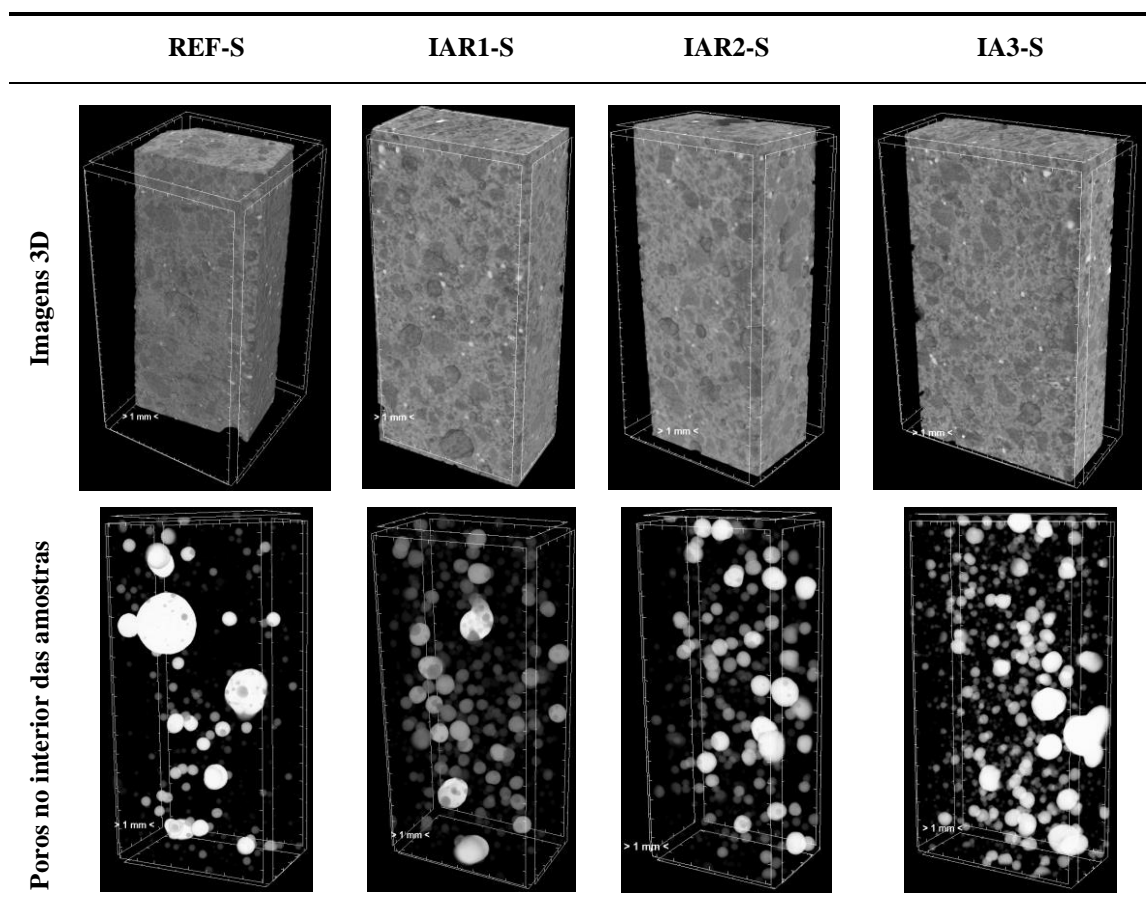 REF-S IAR1-S IAR2-S IA3-S
Imagens 3D
> 1 mm < > 1 mm < > 1 mm < > 1 mm <
Poros no interior das amostras
> 1 mm < > 1 mm < > 1 mm < > 1 mm <